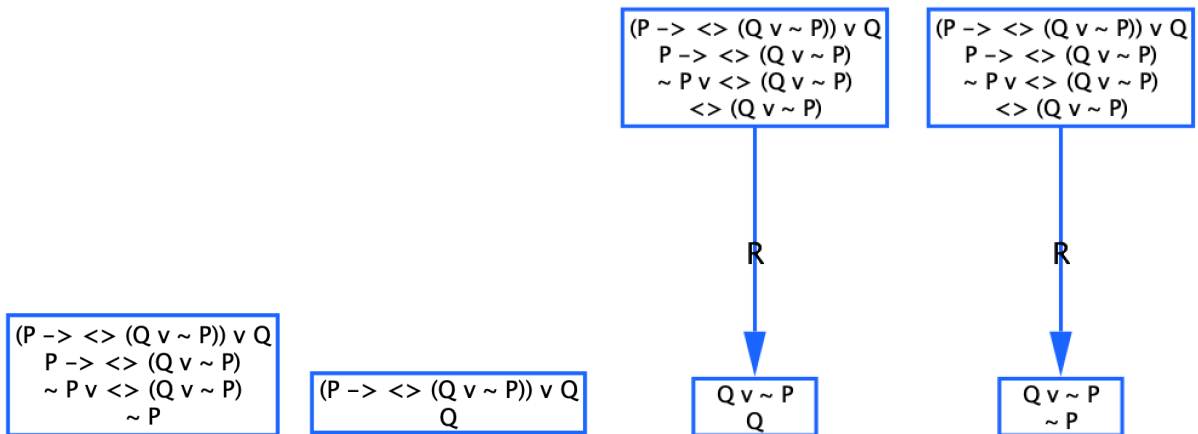 (P -> <> (Q v ~ P)) v Q
P -> <> (Q v ~ P)
~ P v <> (Q v ~ P)
<> (Q v ~ P)
(P -> <> (Q v ~ P)) v Q
P -> <> (Q v ~ P)
~ P v <> (Q v ~ P)
<> (Q v ~ P)
R
R
(P -> <> (Q v ~ P)) v Q
P -> <> (Q v ~ P)
~ P v <> (Q v ~ P)
~ P
(P -> <> (Q v ~ P)) v Q
Q
Q v ~ P
Q
Q v ~ P
~ P